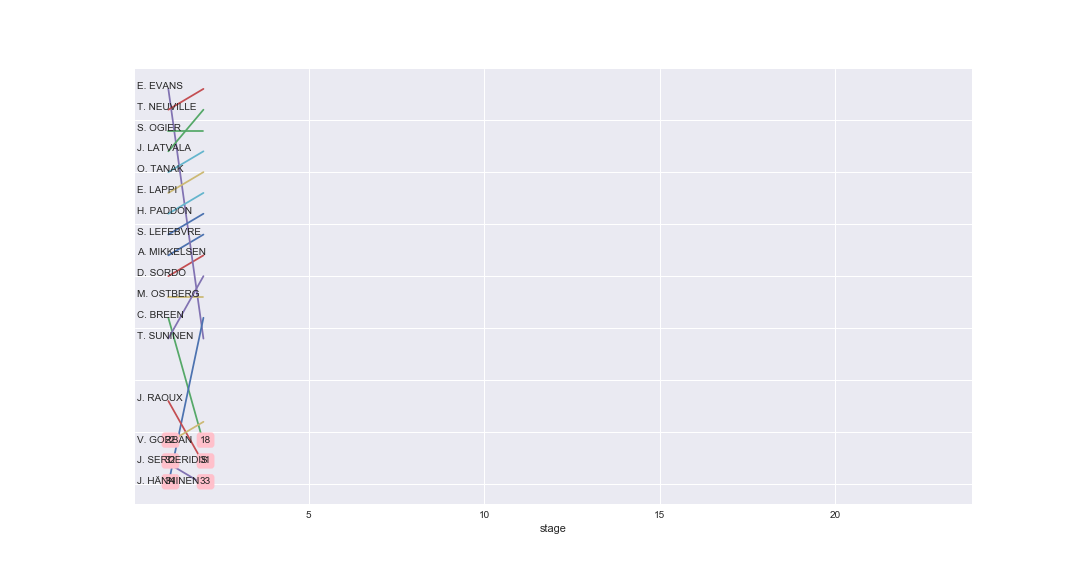 E. EVANS
T. NEUVILLE
S. OGIER
J. LATVALA
O. TANAK
E. LAPPI
H. PADDON
S. LEFEBVRE
A. MIKKELSEN
D. SORDO
M. OSTBERG
C. BREEN
T. SUNINEN
J. RAOUX
V. GORBAN 18
J. SERDERIDIS 31
J. HÄNNINEN 33
5 10 15 20
stage